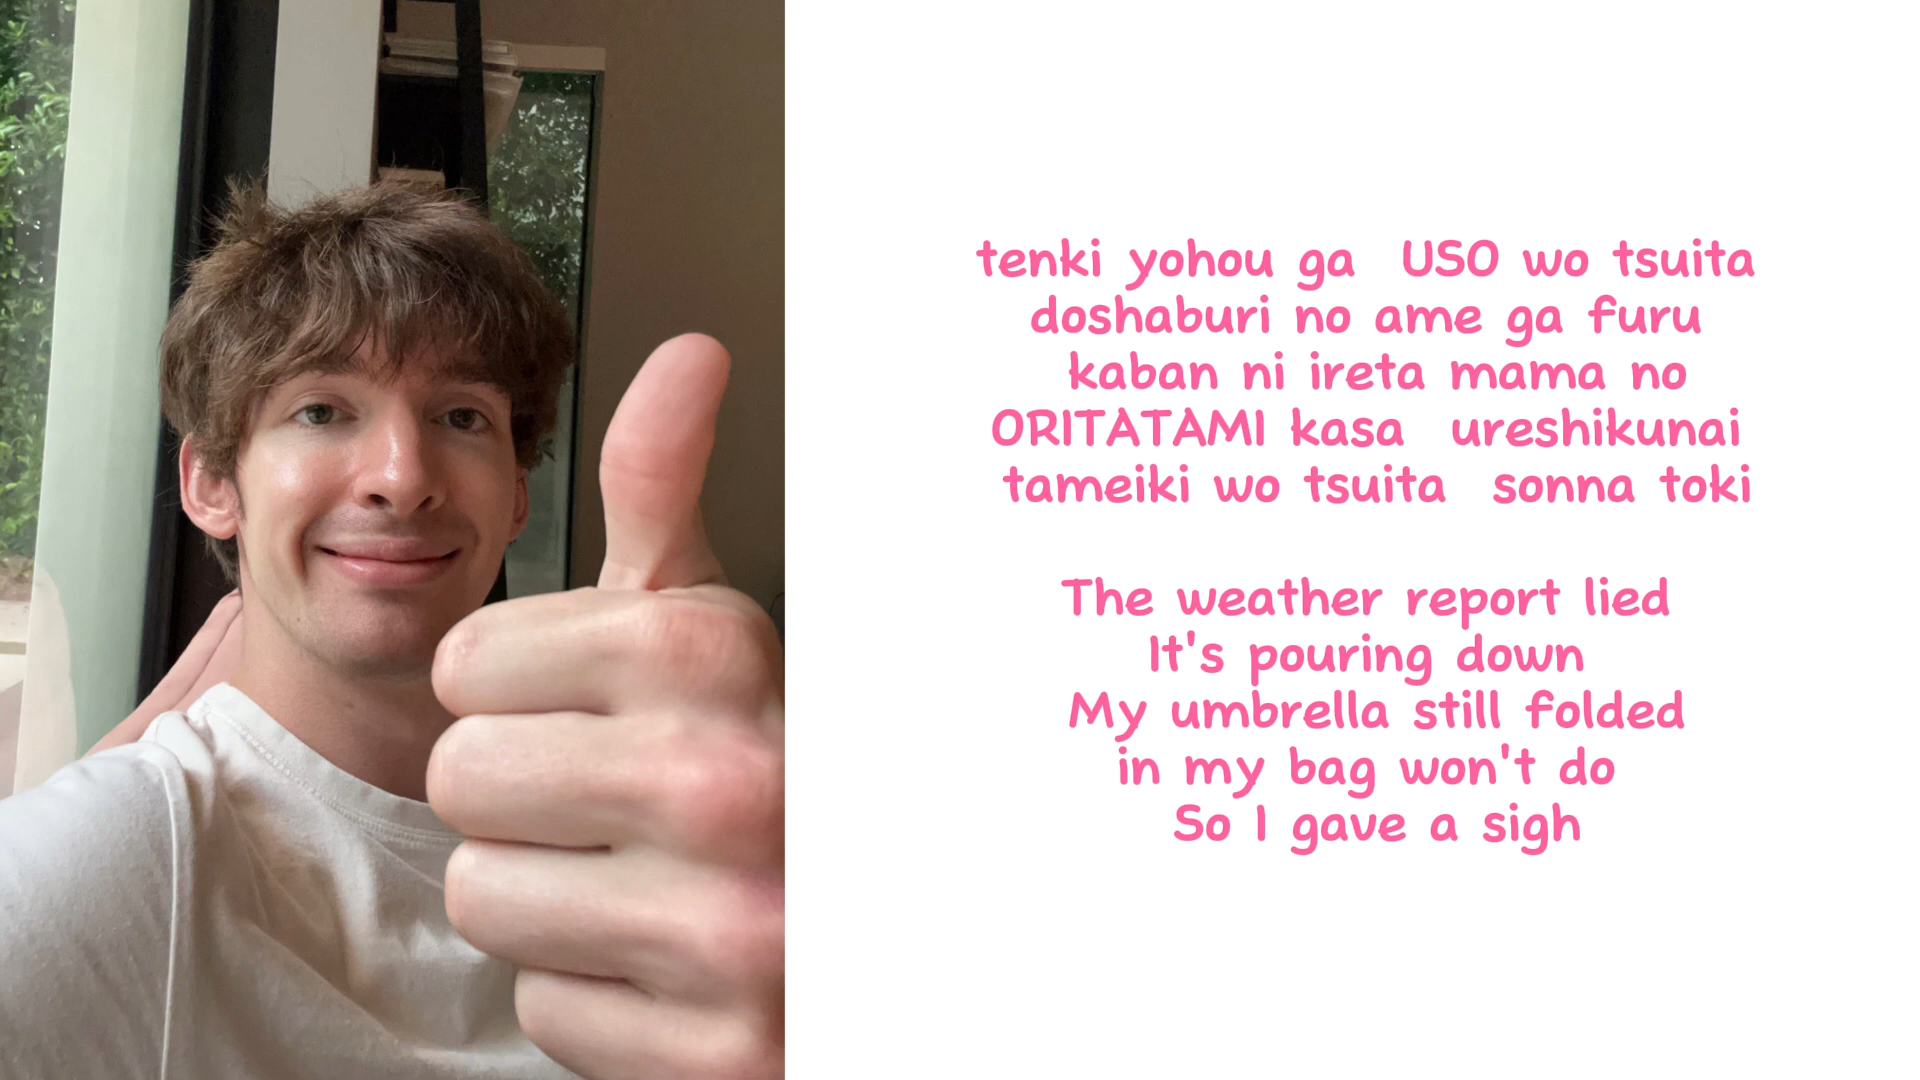 tenki yohou ga  USO wo tsuita
doshaburi no ame ga furu
kaban ni ireta mama no
ORITATAMI kasa  ureshikunai
tameiki wo tsuita  sonna toki
The weather report lied
It's pouring down
My umbrella still folded
in my bag won't do
So I gave a sigh